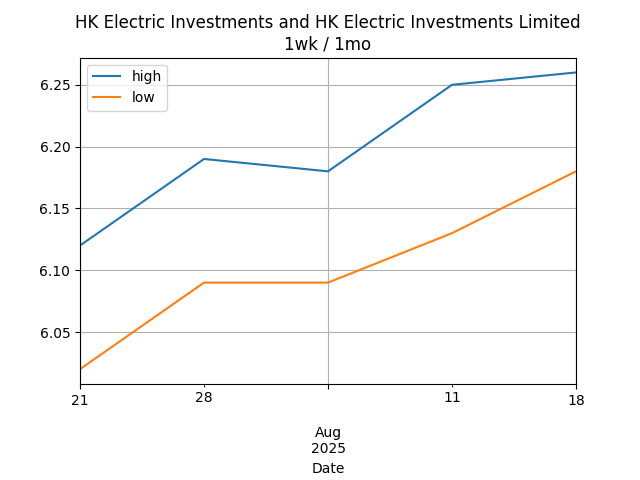 HK Electric Investments and HK Electric Investments Limited
1wk / 1mo
high
low
6.25
6.20
6.15
6.10
6.05
21
28
11
18
Aug
2025
Date